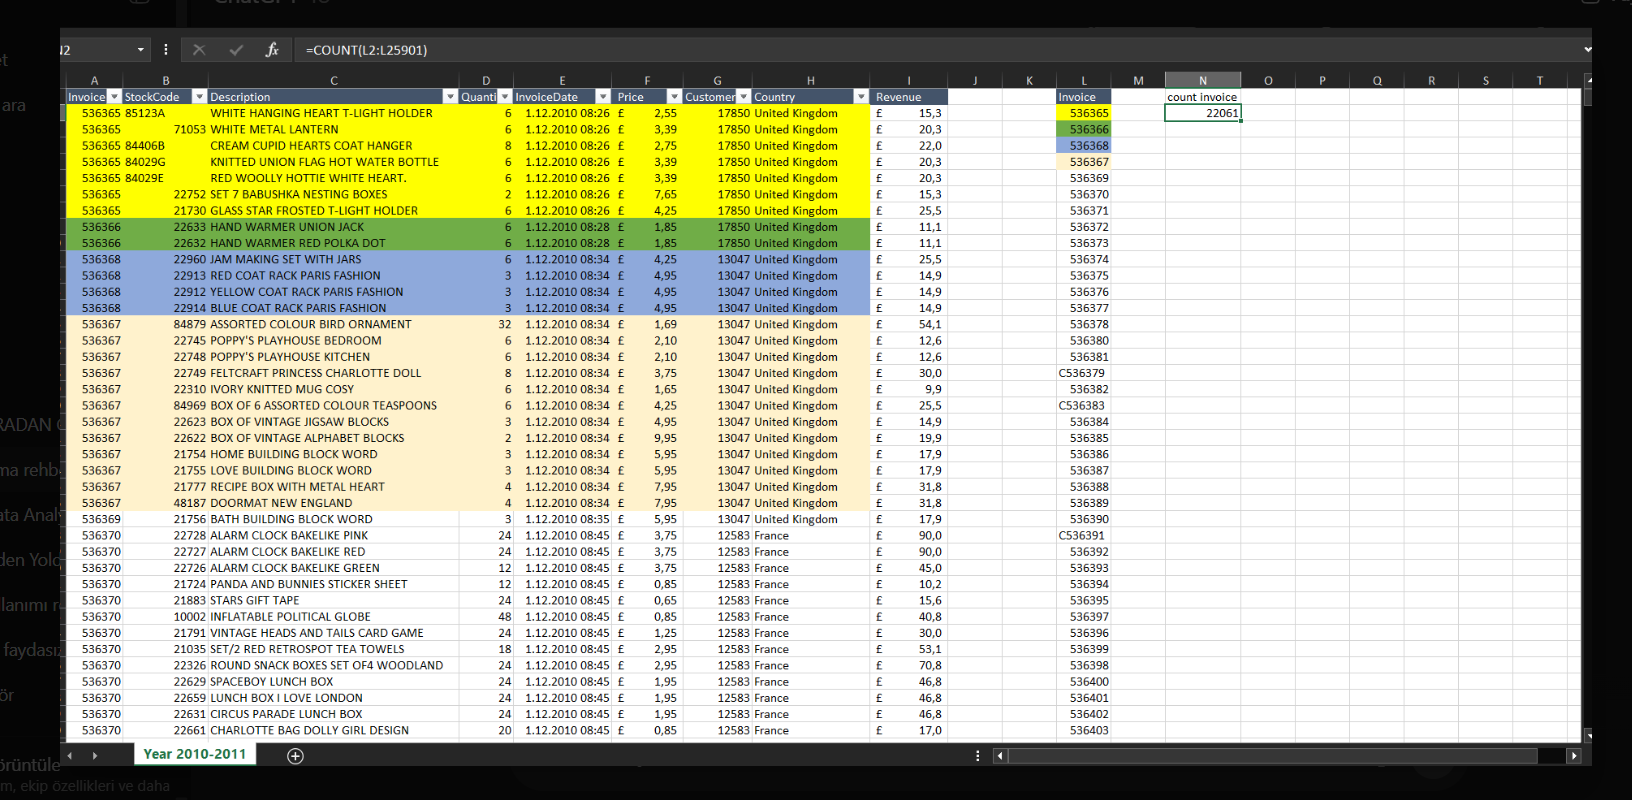 N2 fx =COUNT(L2:L25901)
A B C D E F G H I J K L M N O P Q R S T
Invoice StockCode Description Quanti InvoiceDate Price Customer Country Revenue Invoice count invoice
536365 85123A WHITE HANGING HEART T-LIGHT HOLDER 6 1.12.2010 08:26 £ 2,55 17850 United Kingdom £ 15,3 536365 22061
536365 71053 WHITE METAL LANTERN 6 1.12.2010 08:26 £ 3,39 17850 United Kingdom £ 20,3 536366
536365 84406B CREAM CUPID HEARTS COAT HANGER 8 1.12.2010 08:26 £ 2,75 17850 United Kingdom £ 22,0 536368
536365 84029G KNITTED UNION FLAG HOT WATER BOTTLE 6 1.12.2010 08:26 £ 3,39 17850 United Kingdom £ 20,3 536367
536365 84029E RED WOOLLY HOTTIE WHITE HEART. 6 1.12.2010 08:26 £ 3,39 17850 United Kingdom £ 20,3 536369
536365 22752 SET 7 BABUSHKA NESTING BOXES 2 1.12.2010 08:26 £ 7,65 17850 United Kingdom £ 15,3 536370
536365 21730 GLASS STAR FROSTED T-LIGHT HOLDER 6 1.12.2010 08:26 £ 4,25 17850 United Kingdom £ 25,5 536371
536366 22633 HAND WARMER UNION JACK 6 1.12.2010 08:28 £ 1,85 17850 United Kingdom £ 11,1 536372
536366 22632 HAND WARMER RED POLKA DOT 6 1.12.2010 08:28 £ 1,85 17850 United Kingdom £ 11,1 536373
536368 22960 JAM MAKING SET WITH JARS 6 1.12.2010 08:34 £ 4,25 13047 United Kingdom £ 25,5 536374
536368 22913 RED COAT RACK PARIS FASHION 3 1.12.2010 08:34 £ 4,95 13047 United Kingdom £ 14,9 536375
536368 22912 YELLOW COAT RACK PARIS FASHION 3 1.12.2010 08:34 £ 4,95 13047 United Kingdom £ 14,9 536376
536368 22914 BLUE COAT RACK PARIS FASHION 3 1.12.2010 08:34 £ 4,95 13047 United Kingdom £ 14,9 536377
536367 84879 ASSORTED COLOUR BIRD ORNAMENT 32 1.12.2010 08:34 £ 1,69 13047 United Kingdom £ 54,1 536378
536367 22745 POPPY'S PLAYHOUSE BEDROOM 6 1.12.2010 08:34 £ 2,10 13047 United Kingdom £ 12,6 536380
536367 22748 POPPY'S PLAYHOUSE KITCHEN 6 1.12.2010 08:34 £ 2,10 13047 United Kingdom £ 12,6 536381
536367 22749 FELTCRAFT PRINCESS CHARLOTTE DOLL 8 1.12.2010 08:34 £ 3,75 13047 United Kingdom £ 30,0 C536379
536367 22310 IVORY KNITTED MUG COSY 6 1.12.2010 08:34 £ 1,65 13047 United Kingdom £ 9,9 536382
536367 84969 BOX OF 6 ASSORTED COLOUR TEASPOONS 6 1.12.2010 08:34 £ 4,25 13047 United Kingdom £ 25,5 C536383
536367 22623 BOX OF VINTAGE JIGSAW BLOCKS 3 1.12.2010 08:34 £ 4,95 13047 United Kingdom £ 14,9 536384
536367 22622 BOX OF VINTAGE ALPHABET BLOCKS 2 1.12.2010 08:34 £ 9,95 13047 United Kingdom £ 19,9 536385
536367 21754 HOME BUILDING BLOCK WORD 3 1.12.2010 08:34 £ 5,95 13047 United Kingdom £ 17,9 536386
536367 21755 LOVE BUILDING BLOCK WORD 3 1.12.2010 08:34 £ 5,95 13047 United Kingdom £ 17,9 536387
536367 21777 RECIPE BOX WITH METAL HEART 4 1.12.2010 08:34 £ 7,95 13047 United Kingdom £ 31,8 536388
536367 48187 DOORMAT NEW ENGLAND 4 1.12.2010 08:34 £ 7,95 13047 United Kingdom £ 31,8 536389
536369 21756 BATH BUILDING BLOCK WORD 3 1.12.2010 08:35 £ 5,95 13047 United Kingdom £ 17,9 536390
536370 22728 ALARM CLOCK BAKELIKE PINK 24 1.12.2010 08:45 £ 3,75 12583 France £ 90,0 C536391
536370 22727 ALARM CLOCK BAKELIKE RED 24 1.12.2010 08:45 £ 3,75 12583 France £ 90,0 536392
536370 22726 ALARM CLOCK BAKELIKE GREEN 12 1.12.2010 08:45 £ 3,75 12583 France £ 45,0 536393
536370 21724 PANDA AND BUNNIES STICKER SHEET 12 1.12.2010 08:45 £ 0,85 12583 France £ 10,2 536394
536370 21883 STARS GIFT TAPE 24 1.12.2010 08:45 £ 0,65 12583 France £ 15,6 536395
536370 10002 INFLATABLE POLITICAL GLOBE 48 1.12.2010 08:45 £ 0,85 12583 France £ 40,8 536397
536370 21791 VINTAGE HEADS AND TAILS CARD GAME 24 1.12.2010 08:45 £ 1,25 12583 France £ 30,0 536396
536370 21035 SET/2 RED RETROSPOT TEA TOWELS 18 1.12.2010 08:45 £ 2,95 12583 France £ 53,1 536399
536370 22326 ROUND SNACK BOXES SET OF4 WOODLAND 24 1.12.2010 08:45 £ 2,95 12583 France £ 70,8 536398
536370 22629 SPACEBOY LUNCH BOX 24 1.12.2010 08:45 £ 1,95 12583 France £ 46,8 536400
536370 22659 LUNCH BOX I LOVE LONDON 24 1.12.2010 08:45 £ 1,95 12583 France £ 46,8 536401
536370 22631 CIRCUS PARADE LUNCH BOX 24 1.12.2010 08:45 £ 1,95 12583 France £ 46,8 536402
536370 22661 CHARLOTTE BAG DOLLY GIRL DESIGN 20 1.12.2010 08:45 £ 0,85 12583 France £ 17,0 536403
Year 2010-2011
ara
RADAN
ma rehb
ata Anal
den Yolc
lanımı r
faydasız
ör
örüntüle
m, ekip özellikleri ve daha